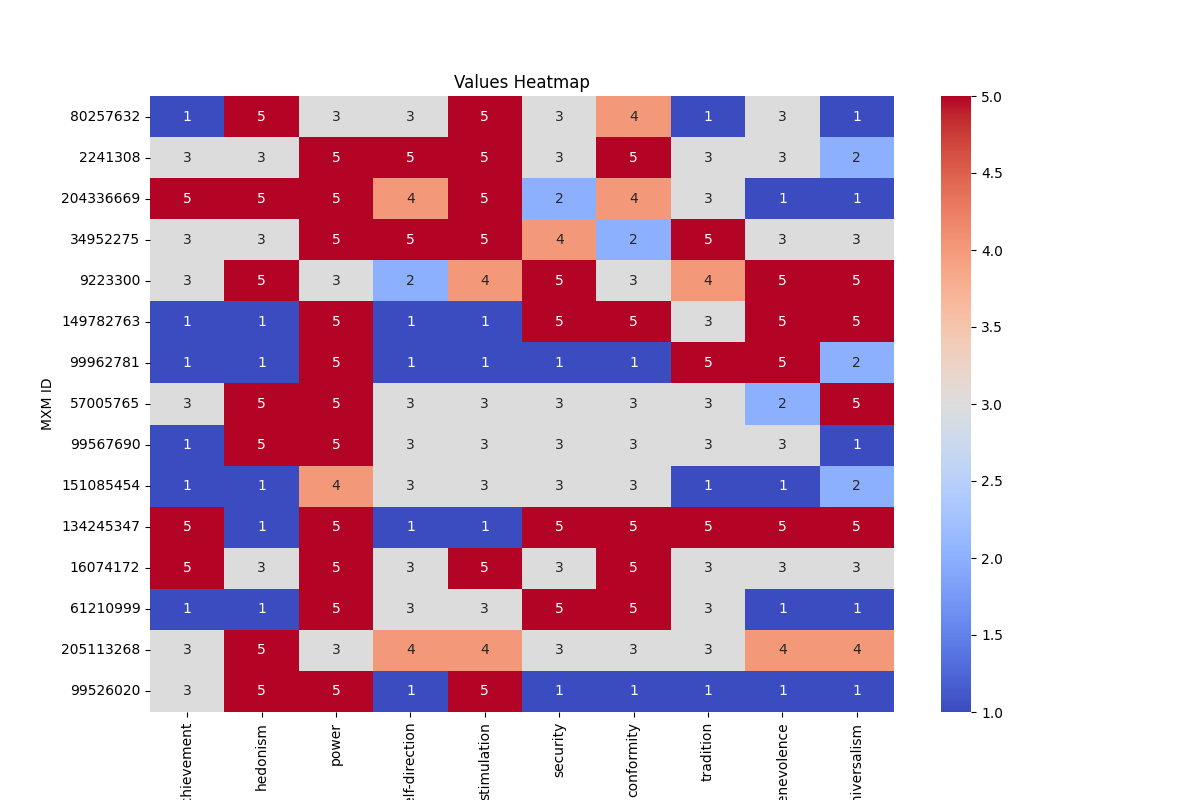 Values Heatmap
80257632 1 5 3 3 5 3 4 1 3 1
2241308 3 3 5 5 5 3 5 3 3 2
204336669 5 5 5 4 5 2 4 3 1 1
34952275 3 3 5 5 5 4 2 5 3 3
9223300 3 5 3 2 4 5 3 4 5 5
149782763 1 1 5 1 1 5 5 3 5 5
99962781 1 1 5 1 1 1 1 5 5 2
57005765 3 5 5 3 3 3 3 3 2 5
99567690 1 5 5 3 3 3 3 3 3 1
151085454 1 1 4 3 3 3 3 1 1 2
134245347 5 1 5 1 1 5 5 5 5 5
16074172 5 3 5 3 5 3 5 3 3 3
61210999 1 1 5 3 3 5 5 3 1 1
205113268 3 5 3 4 4 3 3 3 4 4
99526020 3 5 5 1 5 1 1 1 1 1
MXM ID
chievement
hedonism
power
elf-direction
stimulation
security
conformity
tradition
enevolence
niversalism
5.0
4.5
4.0
3.5
3.0
2.5
2.0
1.5
1.0